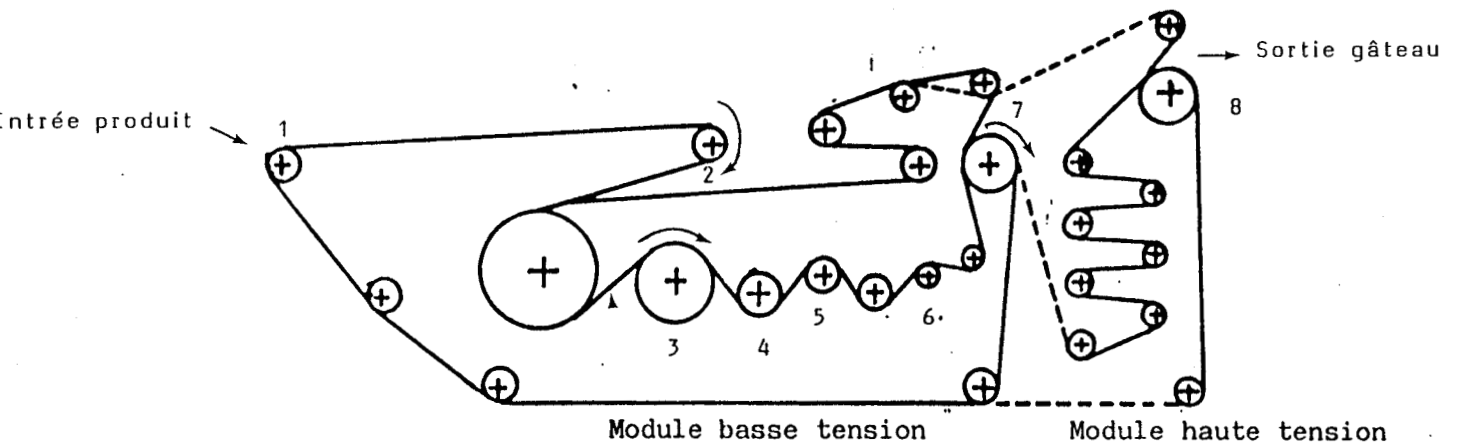 Sortie gâteau
8
Entrée produit
1
7
2
3
4
5
6.
Module basse tension
Module haute tension